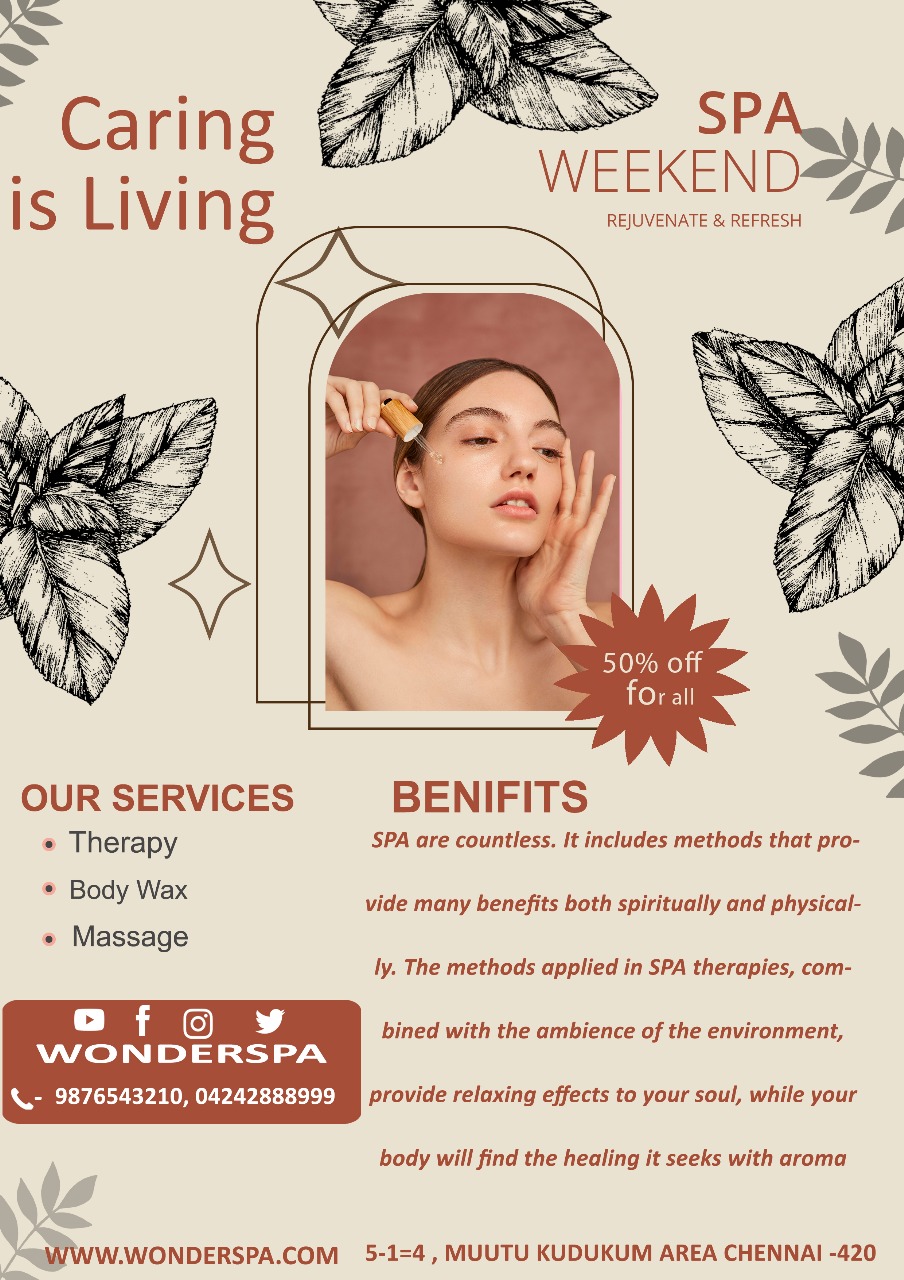 Caring
is Living
SPA
WEEKEND
REJUVENATE & REFRESH
50% off
for all
OUR SERVICES
Therapy
Body Wax
Massage
BENIFITS
SPA are countless. It includes methods that pro-
vide many benefits both spiritually and physical-
ly. The methods applied in SPA therapies, com-
bined with the ambience of the environment,
provide relaxing effects to your soul, while your
body will find the healing it seeks with aroma
WONDERSPA
- 9876543210, 04242888999
WWW.WONDERSPA.COM
5-1=4 , MUUTU KUDUKUM AREA CHENNAI -420